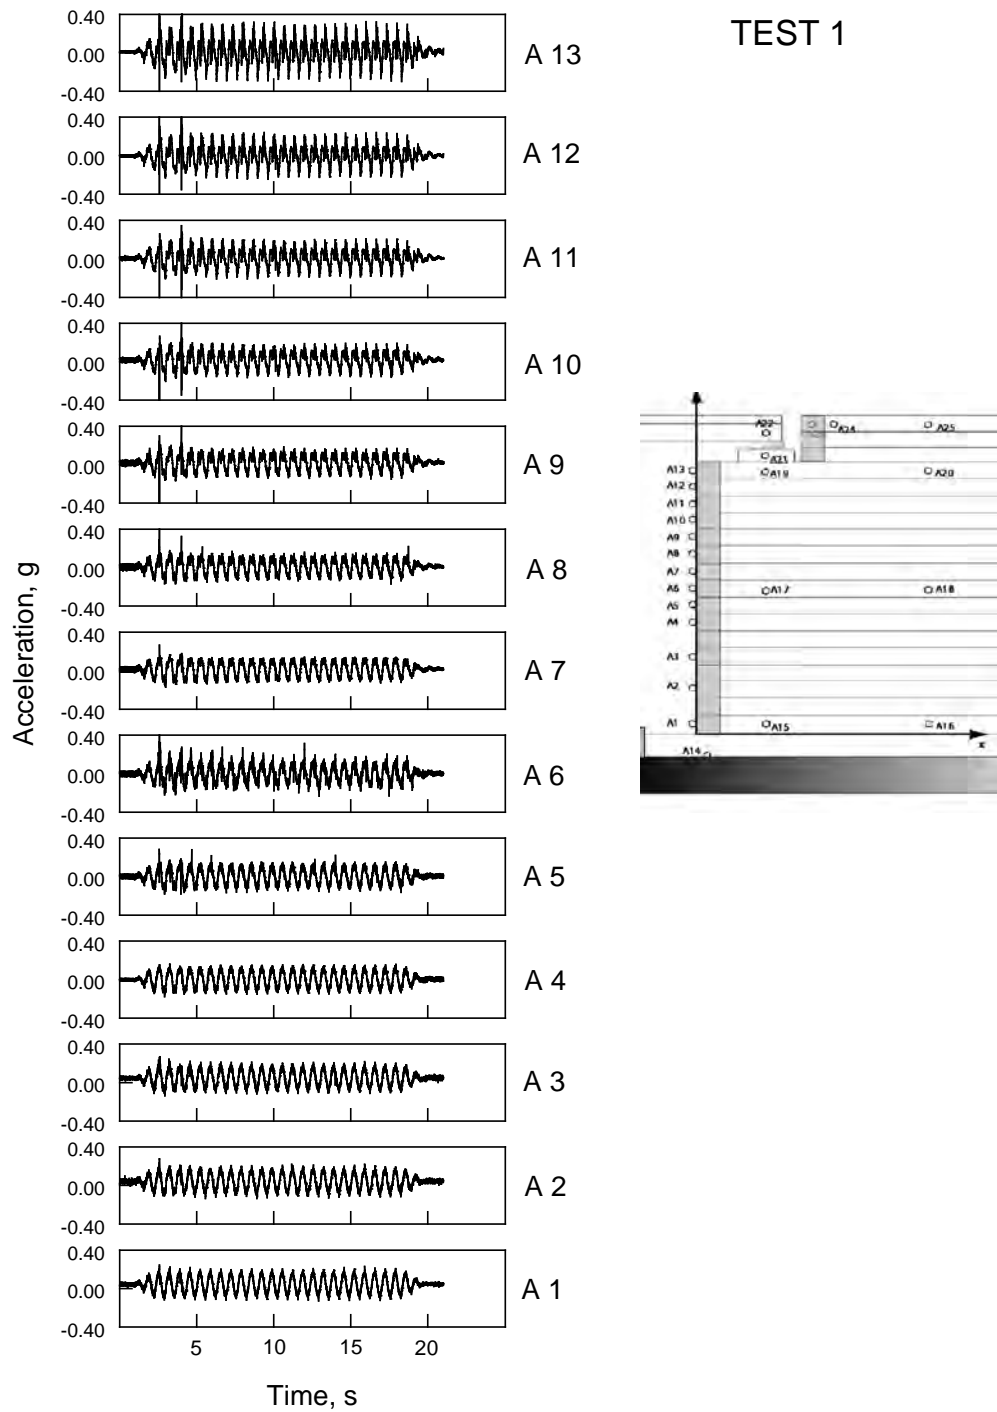 TEST 1
0.40
0.00
-0.40
A 13
0.40
0.00
-0.40
A 12
0.40
0.00
-0.40
A 11
0.40
0.00
-0.40
A 10
0.40
0.00
-0.40
A 9
0.40
0.00
-0.40
A 8
0.40
0.00
-0.40
A 7
0.40
0.00
-0.40
A 6
0.40
0.00
-0.40
A 5
0.40
0.00
-0.40
A 4
0.40
0.00
-0.40
A 3
0.40
0.00
-0.40
A 2
0.40
0.00
-0.40
A 1
5 10 15 20
Time, s
Acceleration, g
A22 A24 A25
A21
A13 A19 A20
A12
A11
A10
A9
A8
A7
A6 A17 A18
A5
A4
A3
A2
A1 A15 A16
x
A14